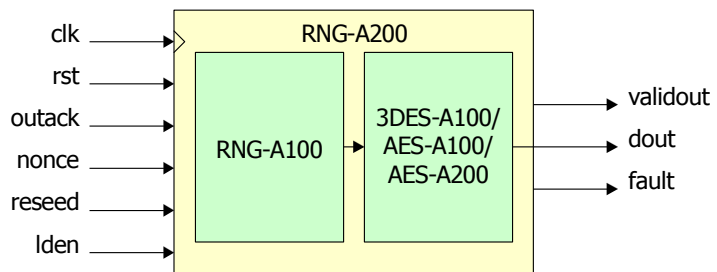 RNG-A200
clk
rst
outack
nonce
reseed
lden
RNG-A100
3DES-A100/
AES-A100/
AES-A200
validout
dout
fault